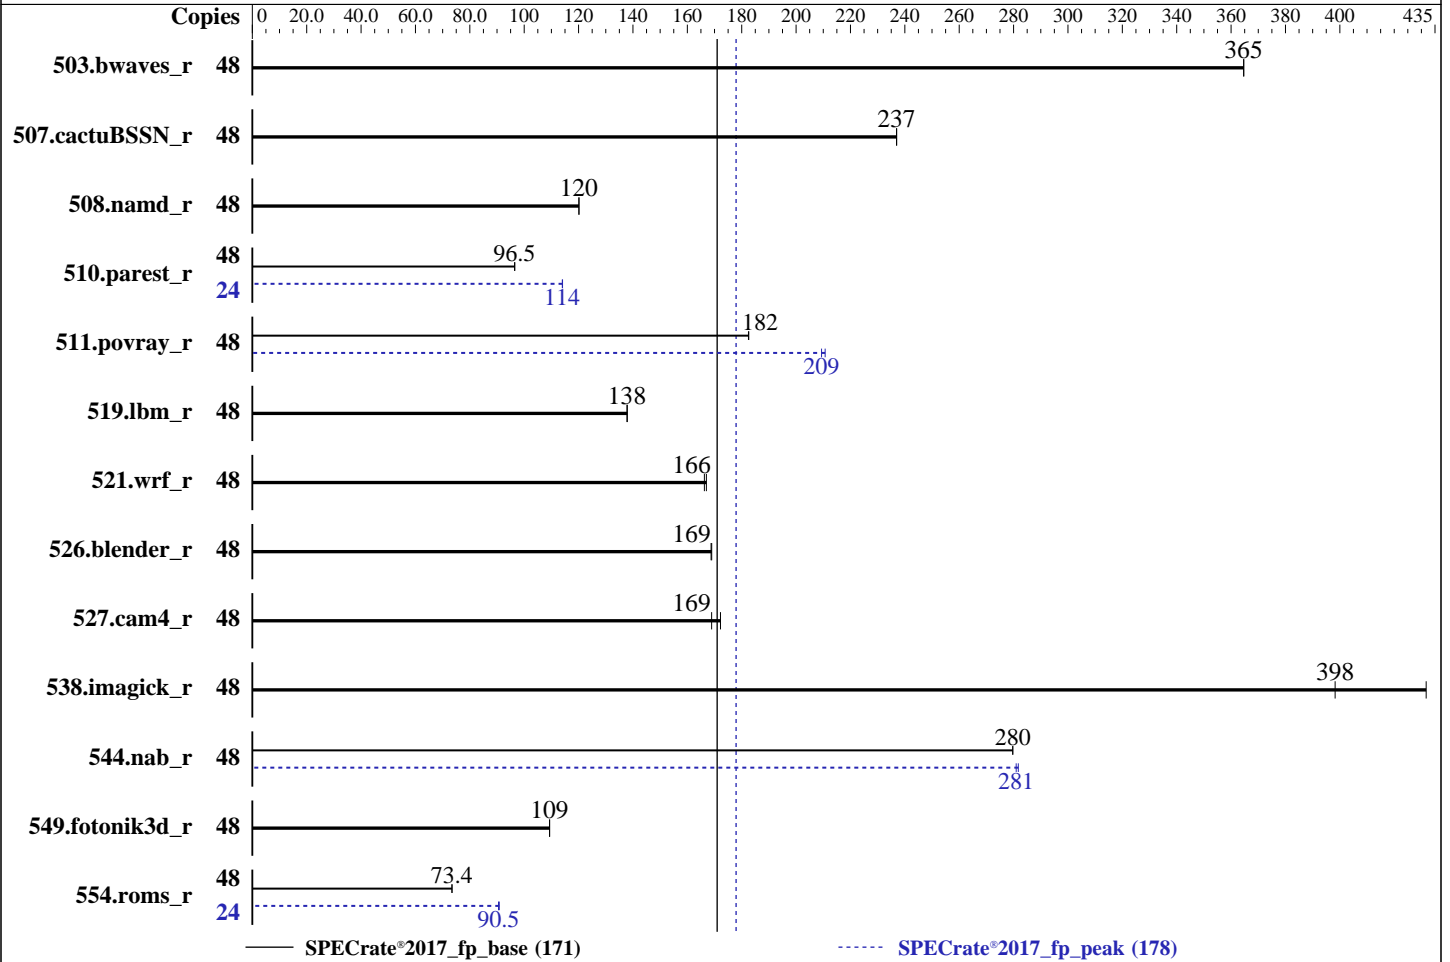 Copies 0 20.0 40.0 60.0 80.0 100 120 140 160 180 200 220 240 260 280 300 320 340 360 380 400 435
503.bwaves_r 48 365
507.cactuBSSN_r 48 237
508.namd_r 48 120
510.parest_r 48 96.5
24 114
511.povray_r 48 182
209
519.lbm_r 48 138
521.wrf_r 48 166
526.blender_r 48 169
527.cam4_r 48 169
538.imagick_r 48 398
544.nab_r 48 280
281
549.fotonik3d_r 48 109
554.roms_r 48 73.4
24 90.5
SPECrate®2017_fp_base (171) SPECrate®2017_fp_peak (178)